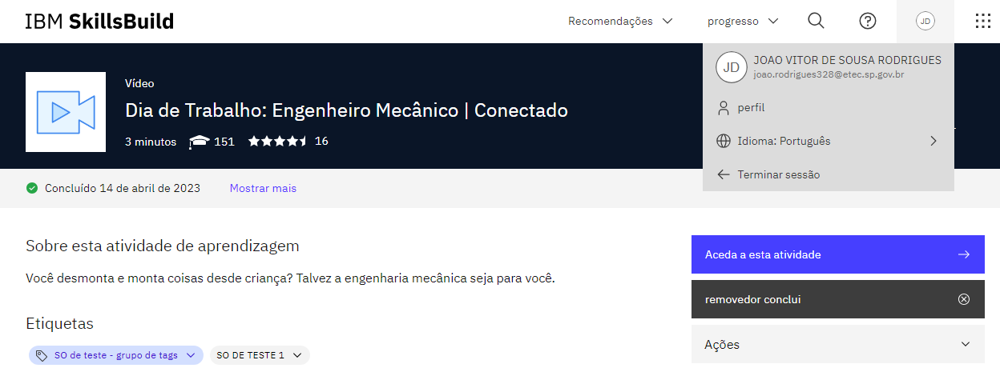 IBM SkillsBuild
Recomendações
progresso
JD
JD
JOAO VITOR DE SOUSA RODRIGUES
joao.rodrigues328@etec.sp.gov.br
perfil
Idioma: Português
Terminar sessão
Vídeo
Dia de Trabalho: Engenheiro Mecânico | Conectado
3 minutos 151 16
Concluído 14 de abril de 2023 Mostrar mais
Sobre esta atividade de aprendizagem
Você desmonta e monta coisas desde criança? Talvez a engenharia mecânica seja para você.
Etiquetas
SO de teste - grupo de tags
SO DE TESTE 1
Aceda a esta atividade
removedor conclui
Ações